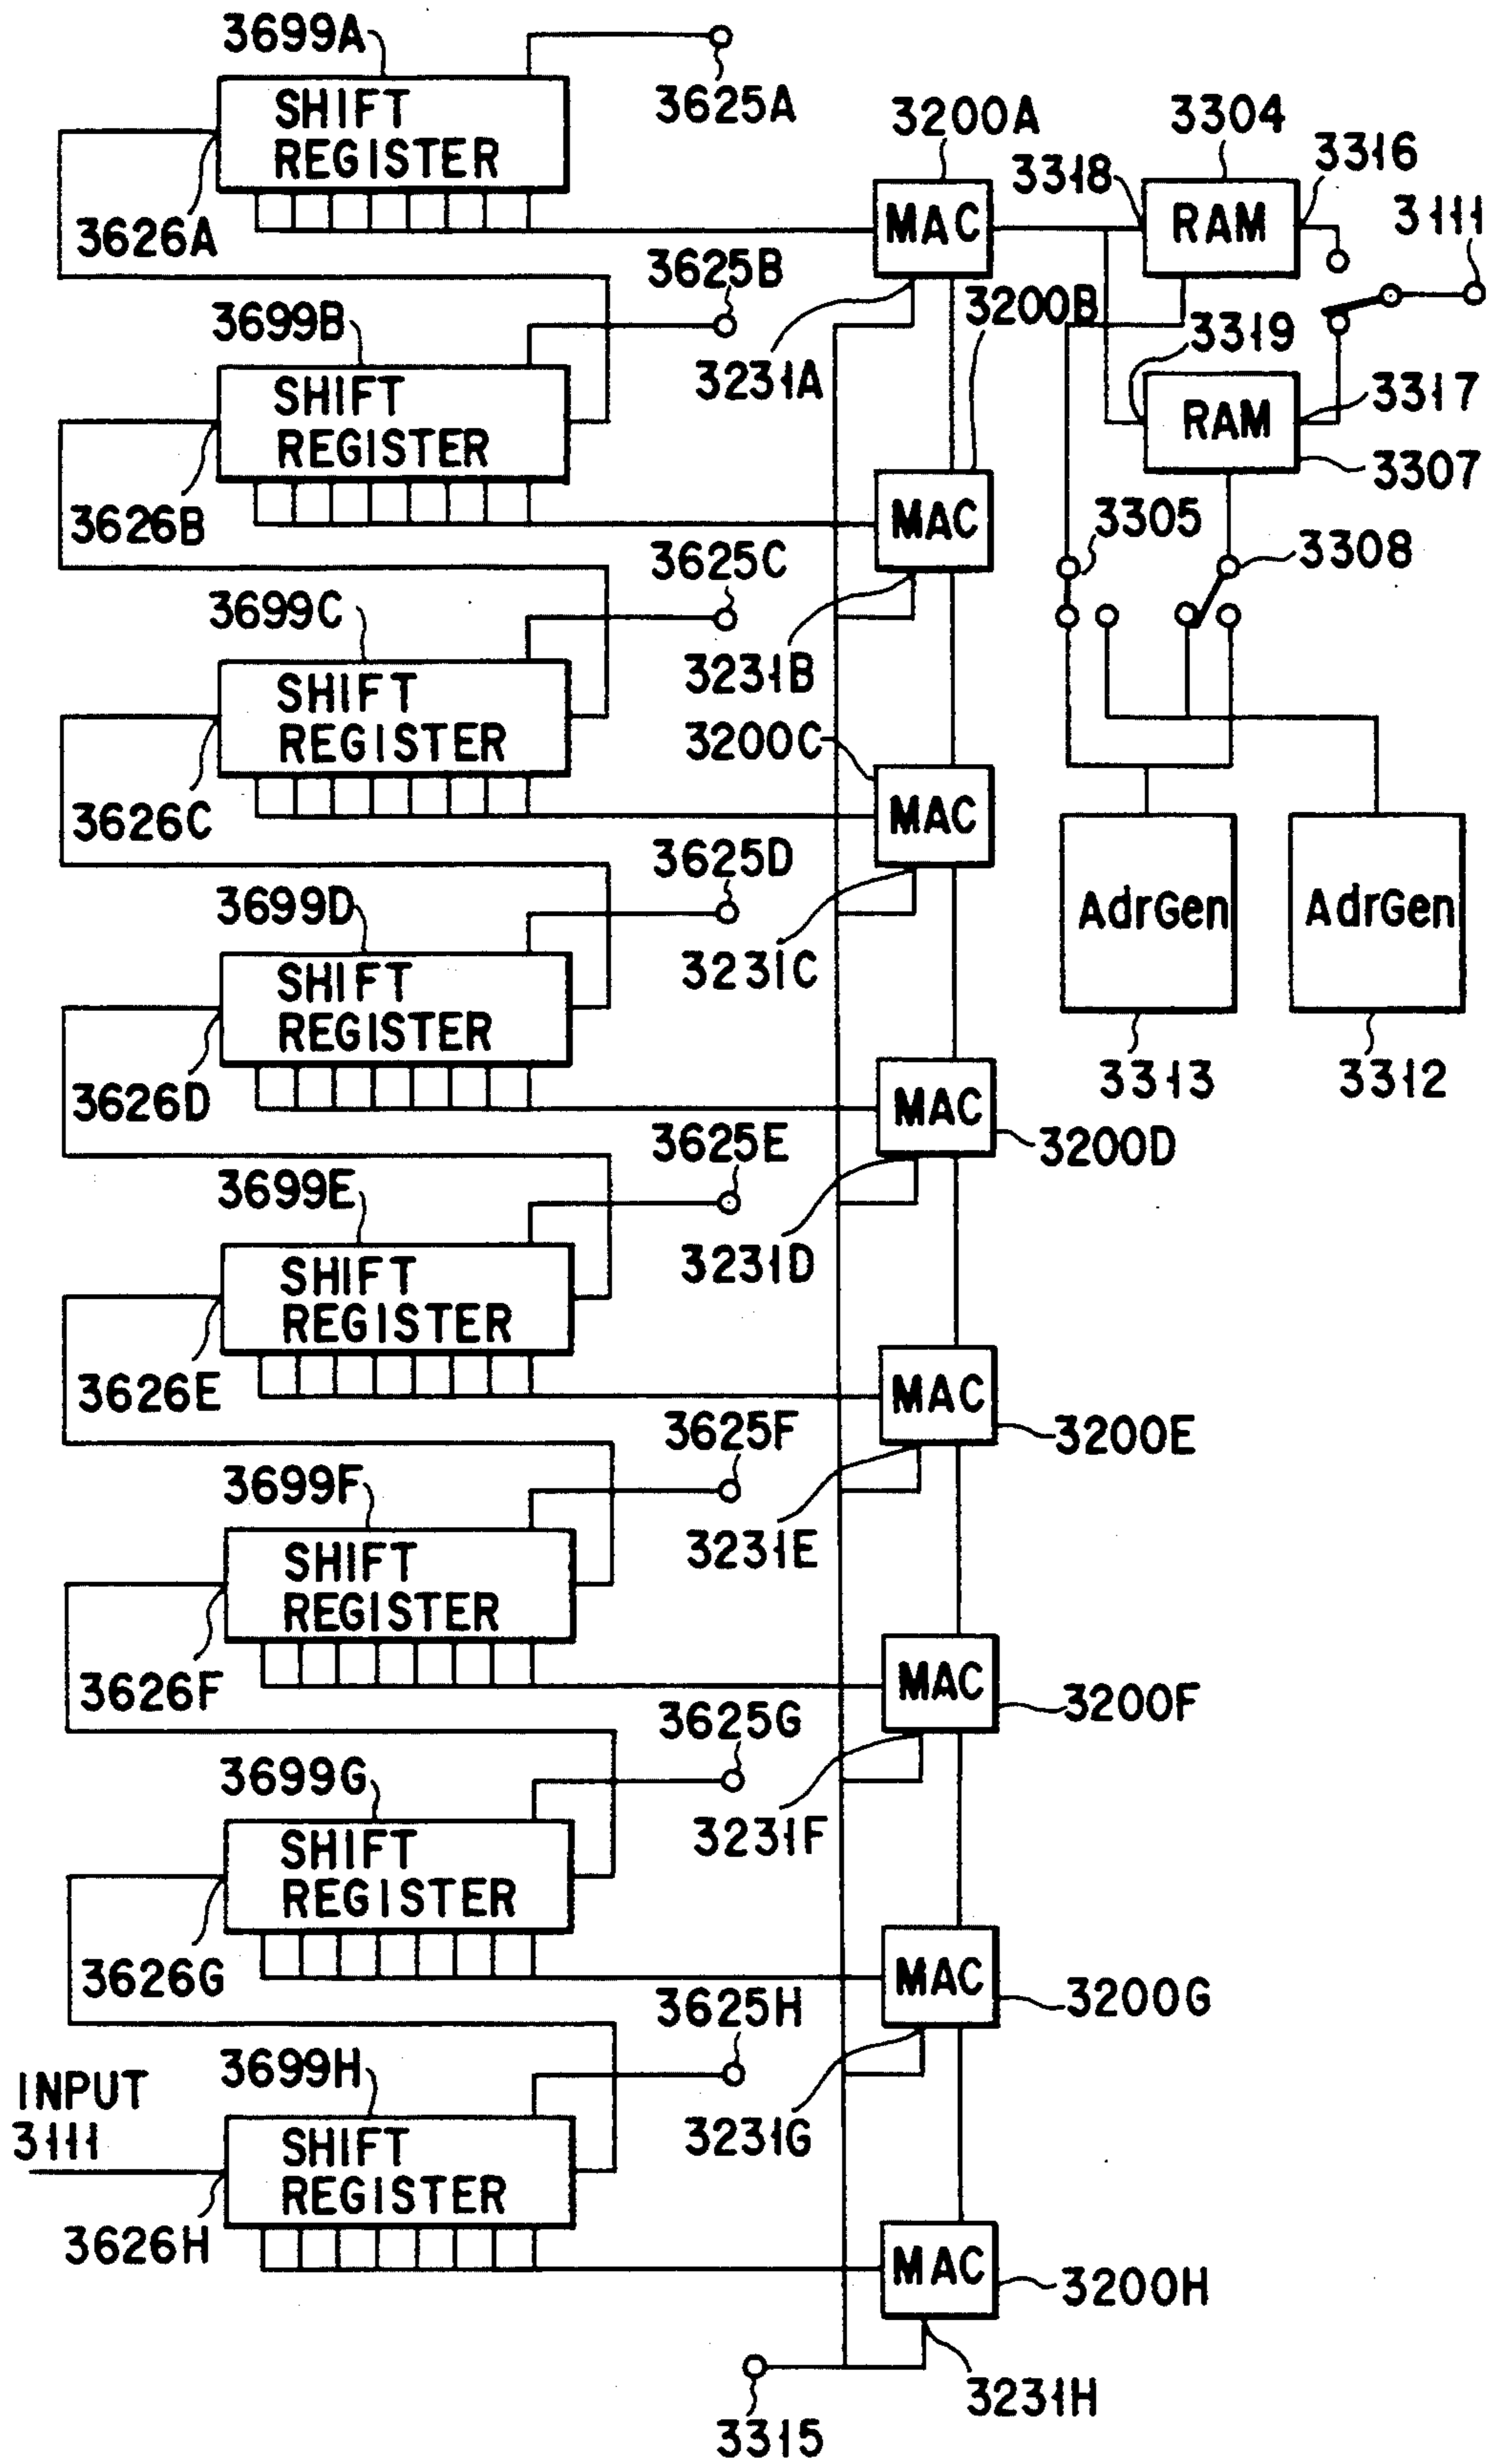 3699A
3625A
SHIFT
REGISTER
3626A
3200A
3318
3304
3316
3111
MAC
RAM
3625B
3699B
3231A
3200B
3319
3317
RAM
3307
SHIFT
REGISTER
3626B
MAC
3305
3308
3625C
3699C
3231B
SHIFT
REGISTER
3626C
3200C
MAC
3625D
3699D
3231C
AdrGen
AdrGen
3313
3312
SHIFT
REGISTER
3626D
MAC
3200D
3625E
3699E
3231D
SHIFT
REGISTER
3626E
MAC
3200E
3625F
3699F
3231E
SHIFT
REGISTER
3626F
MAC
3200F
3625G
3699G
3231F
SHIFT
REGISTER
3626G
MAC
3200G
3625H
3699H
3231G
INPUT
3111
SHIFT
REGISTER
3626H
MAC
3200H
3231H
3315